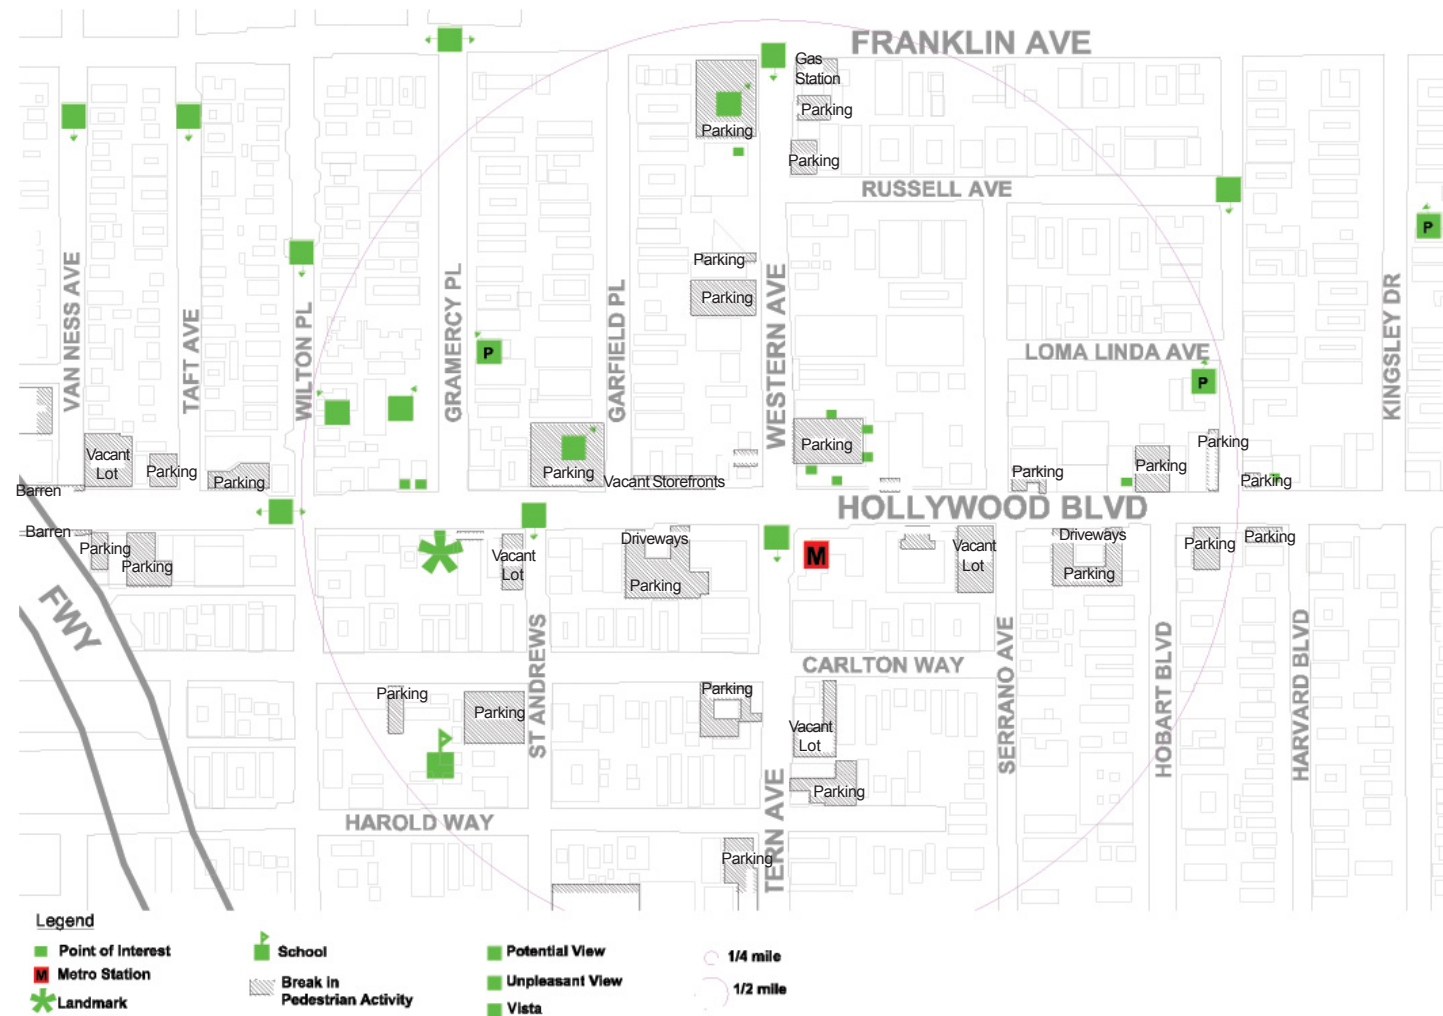 FRANKLIN AVE
Gas
Station
Parking
Parking
Parking
RUSSELL AVE
P
VAN NESS AVE
TAFT AVE
WILTON PL
GRAMERCY PL
GARFIELD PL
WESTERN AVE
KINGSLEY DR
Parking
Parking
P
LOMA LINDA AVE
P
Vacant
Lot
Parking
Parking
Parking
Vacant Storefronts
Parking
Parking
Parking
Parking
Parking
Barren
HOLLYWOOD BLVD
Barren
Parking
Parking
Vacant
Lot
Driveways
Parking
M
Vacant
Lot
Driveways
Parking
Parking
Parking
FWY
ST ANDREWS
CARLTON WAY
SERRANO AVE
HOBART BLVD
HARVARD BLVD
Parking
Parking
Parking
Vacant
Lot
Parking
HAROLD WAY
TERN AVE
Parking
Legend
Point of Interest
M Metro Station
Landmark
School
Break In
Pedestrian Activity
Potential View
Unpleasant View
Vista
1/4 mile
1/2 mile